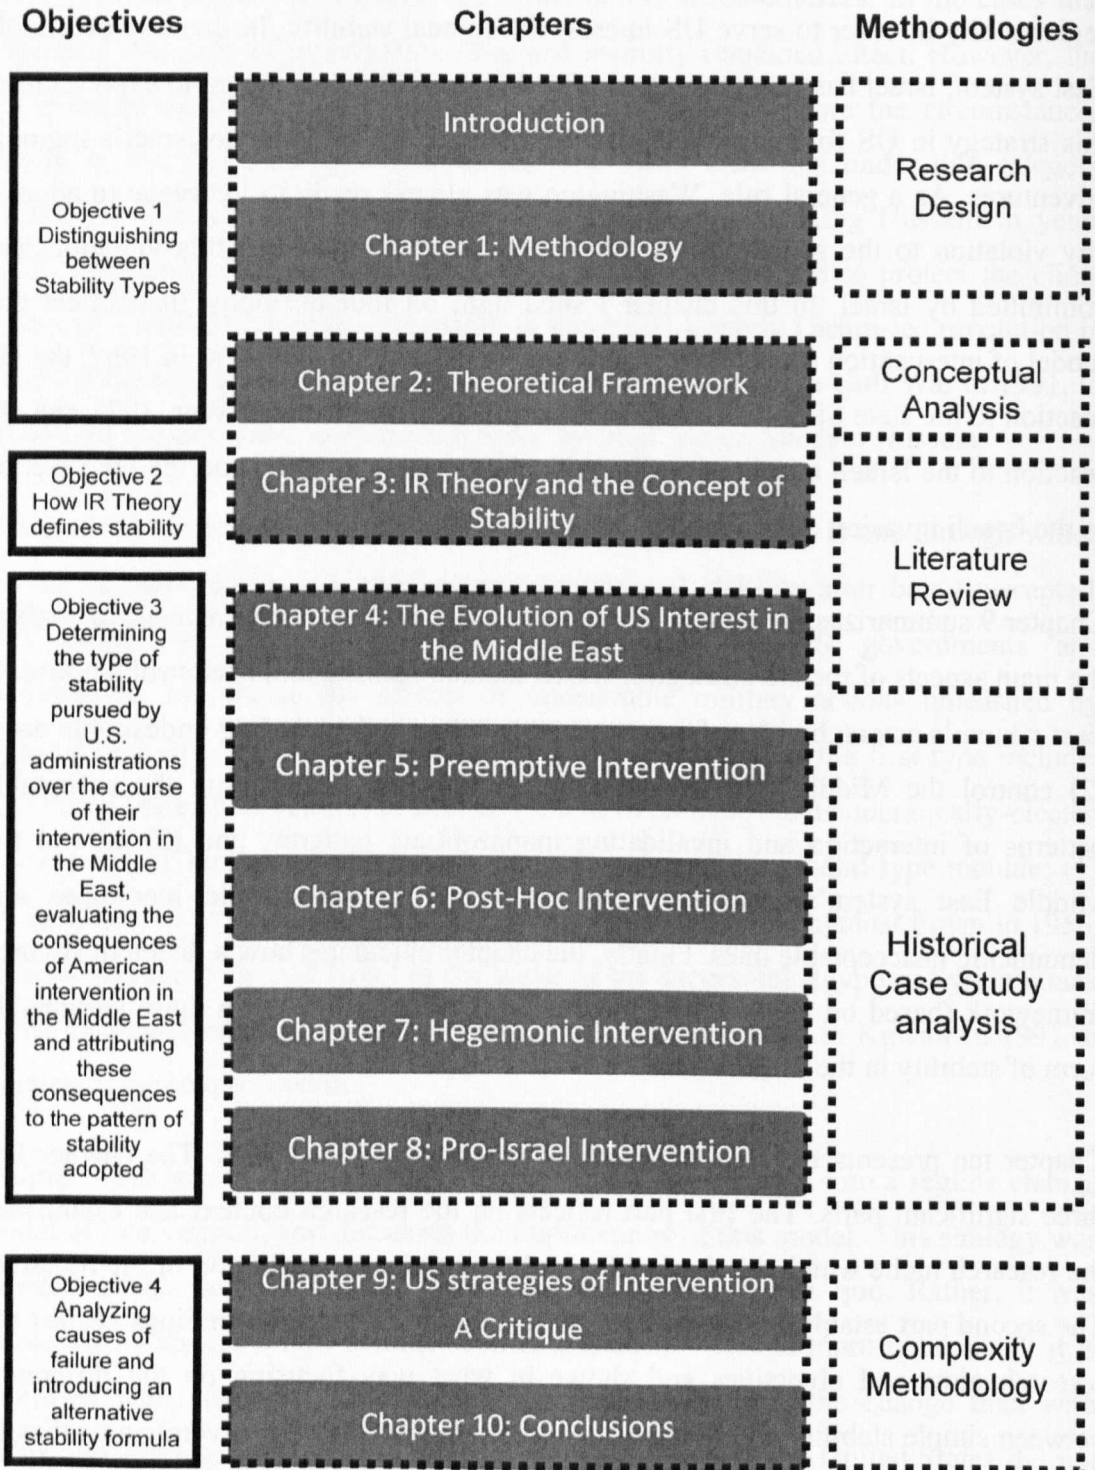 Objectives
Chapters
Methodologies
Objective 1
Distinguishing
between
Stability Types
Objective 2
How IR Theory
defines stability
Objective 3
Determining
the type of
stability
pursued by
U.S.
administrations
over the course
of their
intervention in
the Middle
East,
evaluating the
consequences
of American
intervention in
the Middle East
and attributing
these
consequences
to the pattern of
stability
adopted
Objective 4
Analyzing
causes of
failure and
introducing an
alternative
stability formula
Introduction
Chapter 1: Methodology
Chapter 2: Theoretical Framework
Chapter 3: IR Theory and the Concept of
Stability
Chapter 4: The Evolution of US Interest in
the Middle East
Chapter 5: Preemptive Intervention
Chapter 6: Post-Hoc Intervention
Chapter 7: Hegemonic Intervention
Chapter 8: Pro-Israel Intervention
Chapter 9: US strategies of Intervention
A Critique
Chapter 10: Conclusions
Research
Design
Conceptual
Analysis
Literature
Review
Historical
Case Study
analysis
Complexity
Methodology